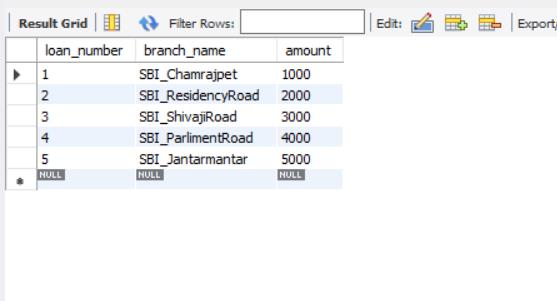 Result Grid Filter Rows: Edit: Export/
loan_number branch_name amount
1 SBI_Chamrajpet 1000
2 SBI_ResidencyRoad 2000
3 SBI_ShivajiRoad 3000
4 SBI_ParlimentRoad 4000
5 SBI_Jantarmantar 5000
NULL NULL NULL